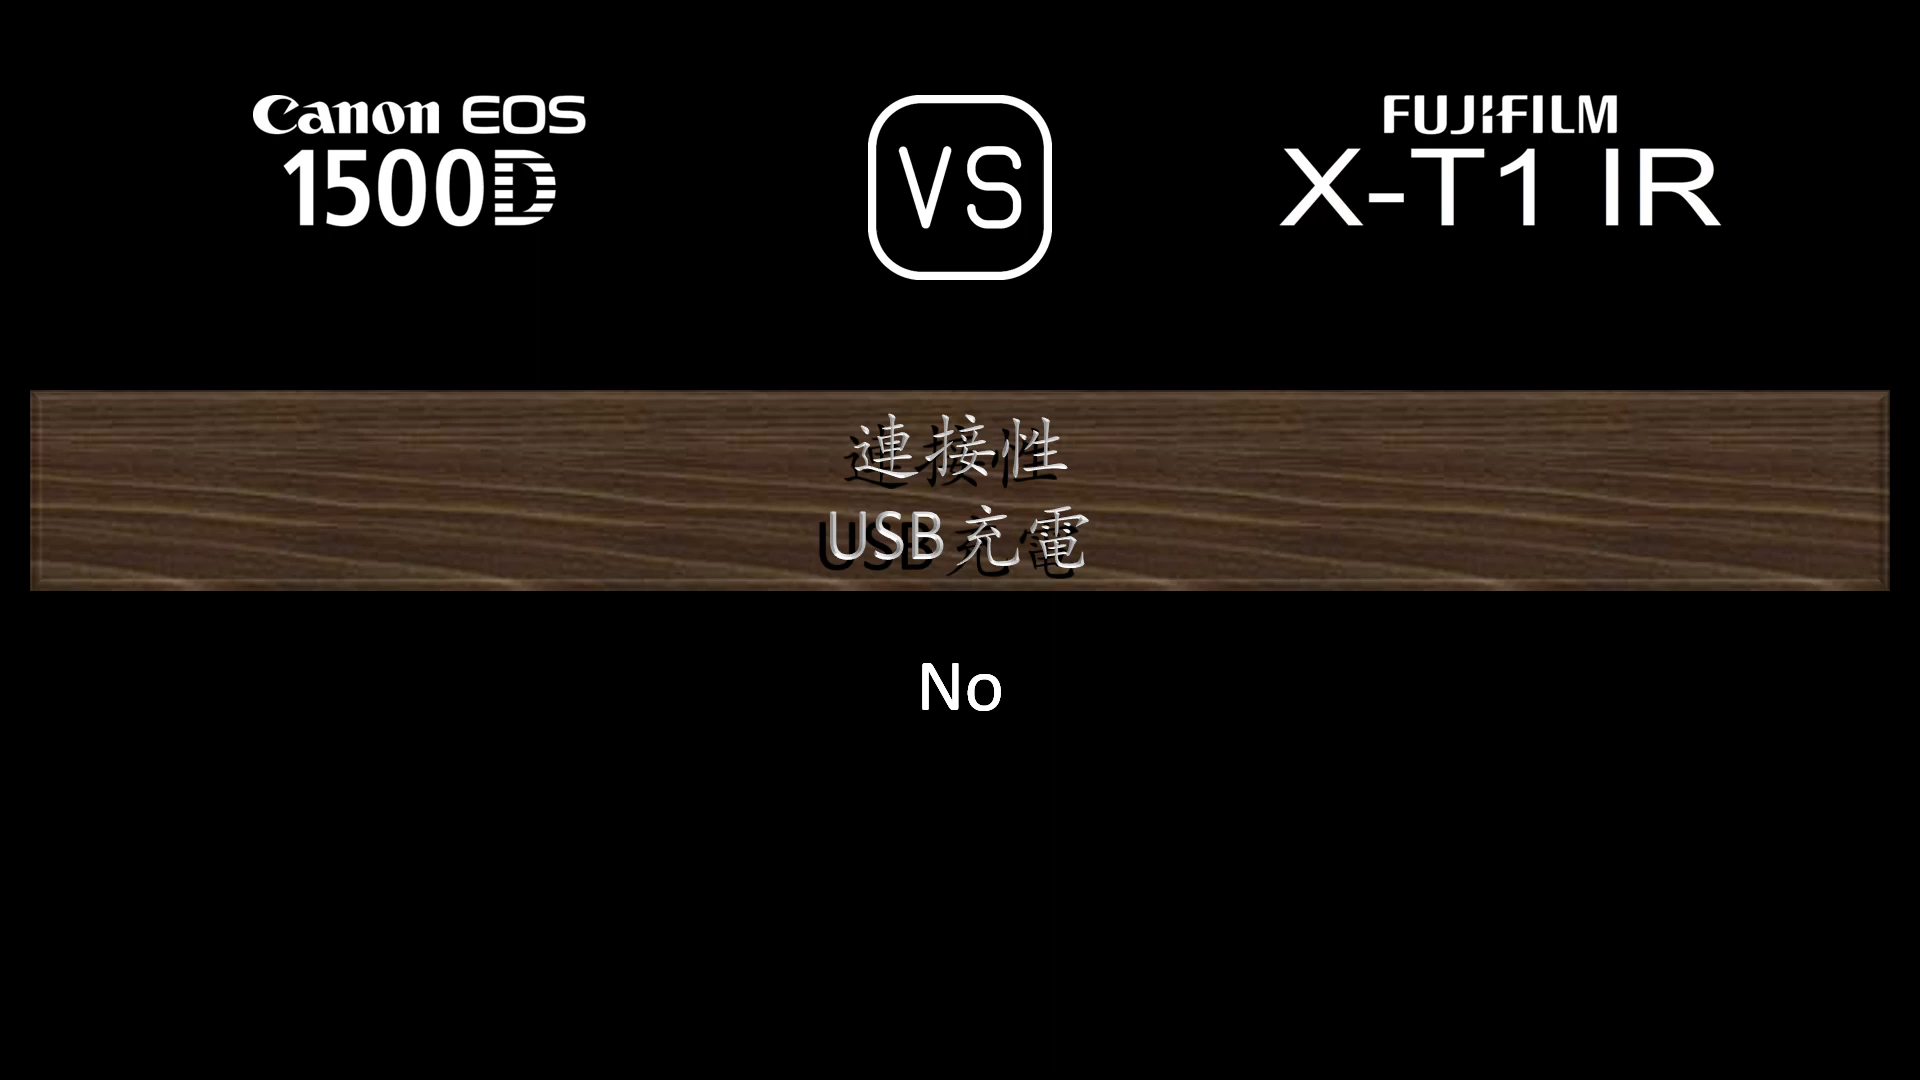 Canon EOS
1500D
VS
FUJIFILM
X-T1 IR
連接性
USB 充電
No